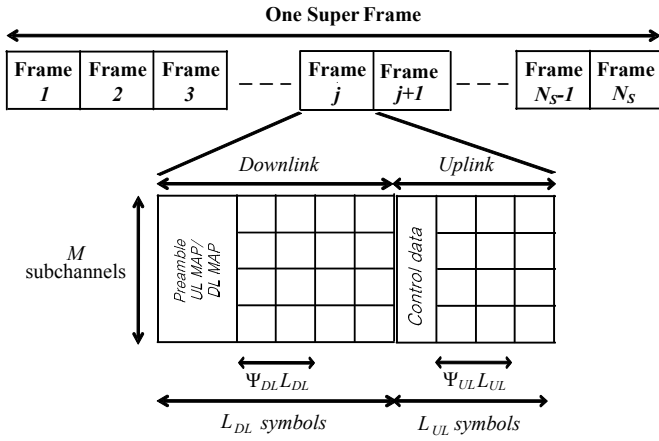 One Super Frame
Frame 1
Frame 2
Frame 3
Frame j
Frame j+1
Frame N_S-1
Frame N_S
Downlink
Uplink
M
subchannels
Preamble
UL MAP/
DL MAP
Control data
Ψ_DL L_DL
Ψ_UL L_UL
L_DL symbols
L_UL symbols